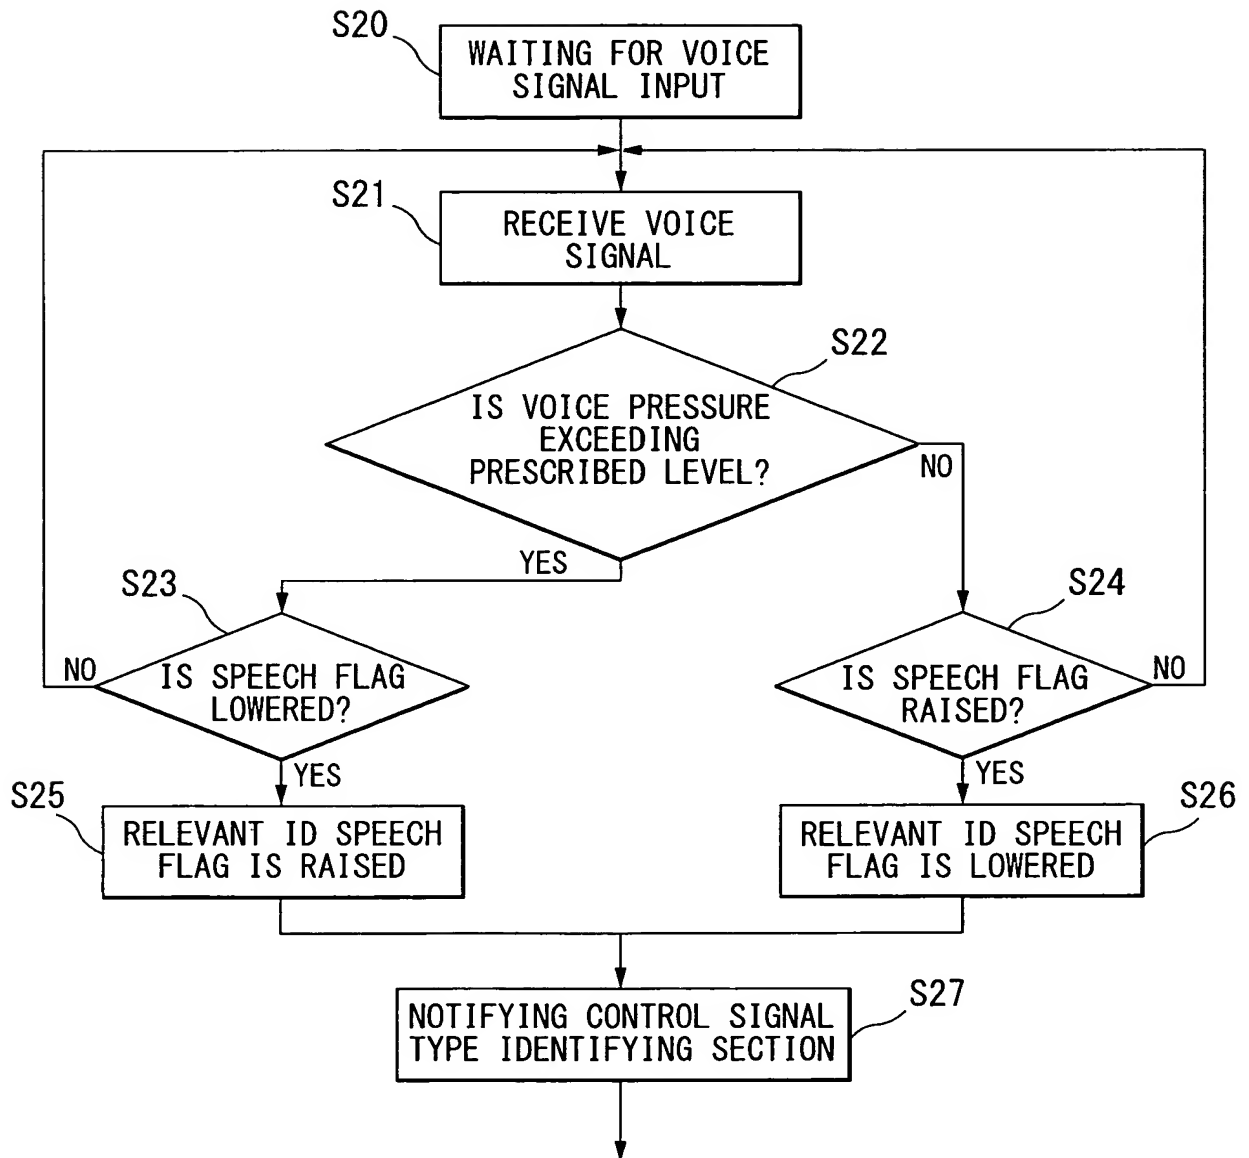 S20
WAITING FOR VOICE
SIGNAL INPUT
S21
RECEIVE VOICE
SIGNAL
S22
IS VOICE PRESSURE
EXCEEDING
PRESCRIBED LEVEL?
NO
YES
S23
IS SPEECH FLAG
LOWERED?
NO
YES
S24
IS SPEECH FLAG
RAISED?
NO
YES
S25
RELEVANT ID SPEECH
FLAG IS RAISED
S26
RELEVANT ID SPEECH
FLAG IS LOWERED
S27
NOTIFYING CONTROL SIGNAL
TYPE IDENTIFYING SECTION